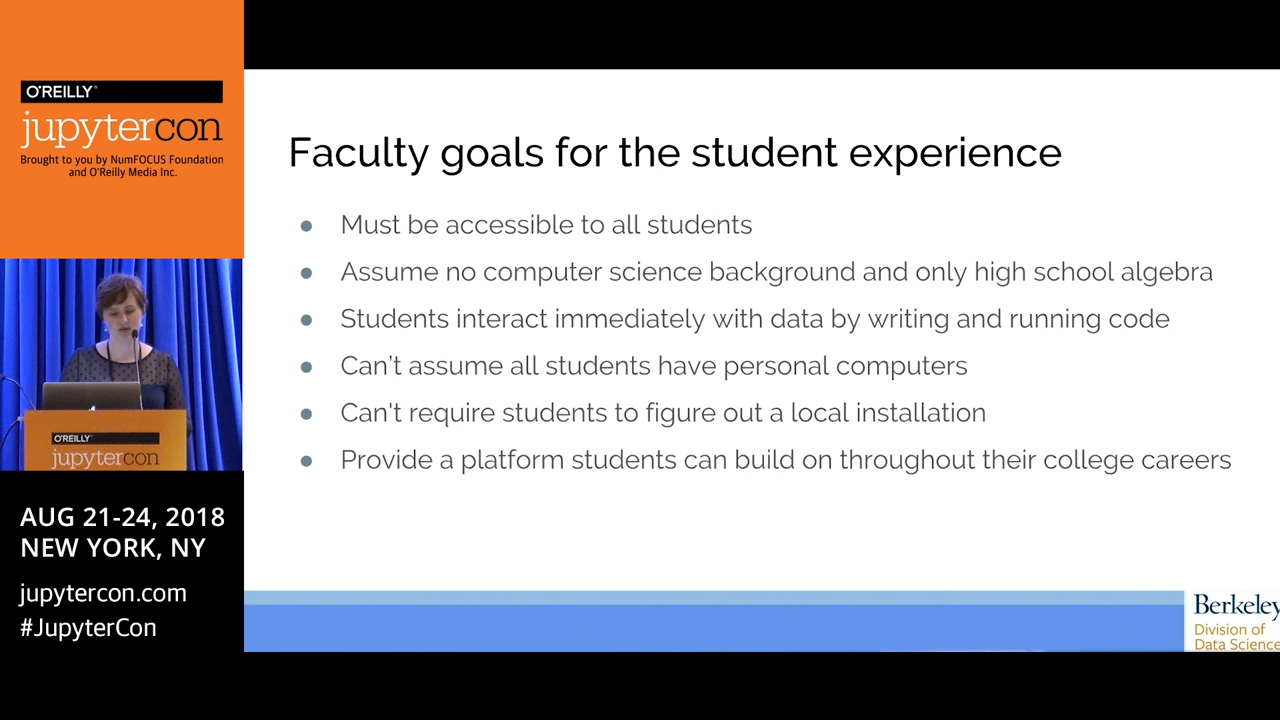 O'REILLY®
jupytercon
Brought to you by NumFOCUS Foundation
and O'Reilly Media Inc.
Faculty goals for the student experience
● Must be accessible to all students
● Assume no computer science background and only high school algebra
● Students interact immediately with data by writing and running code
● Can’t assume all students have personal computers
● Can't require students to figure out a local installation
● Provide a platform students can build on throughout their college careers
O'REILLY®
jupytercon
AUG 21-24, 2018
NEW YORK, NY
jupytercon.com
#JupyterCon
Berkeley
Division of
Data Science